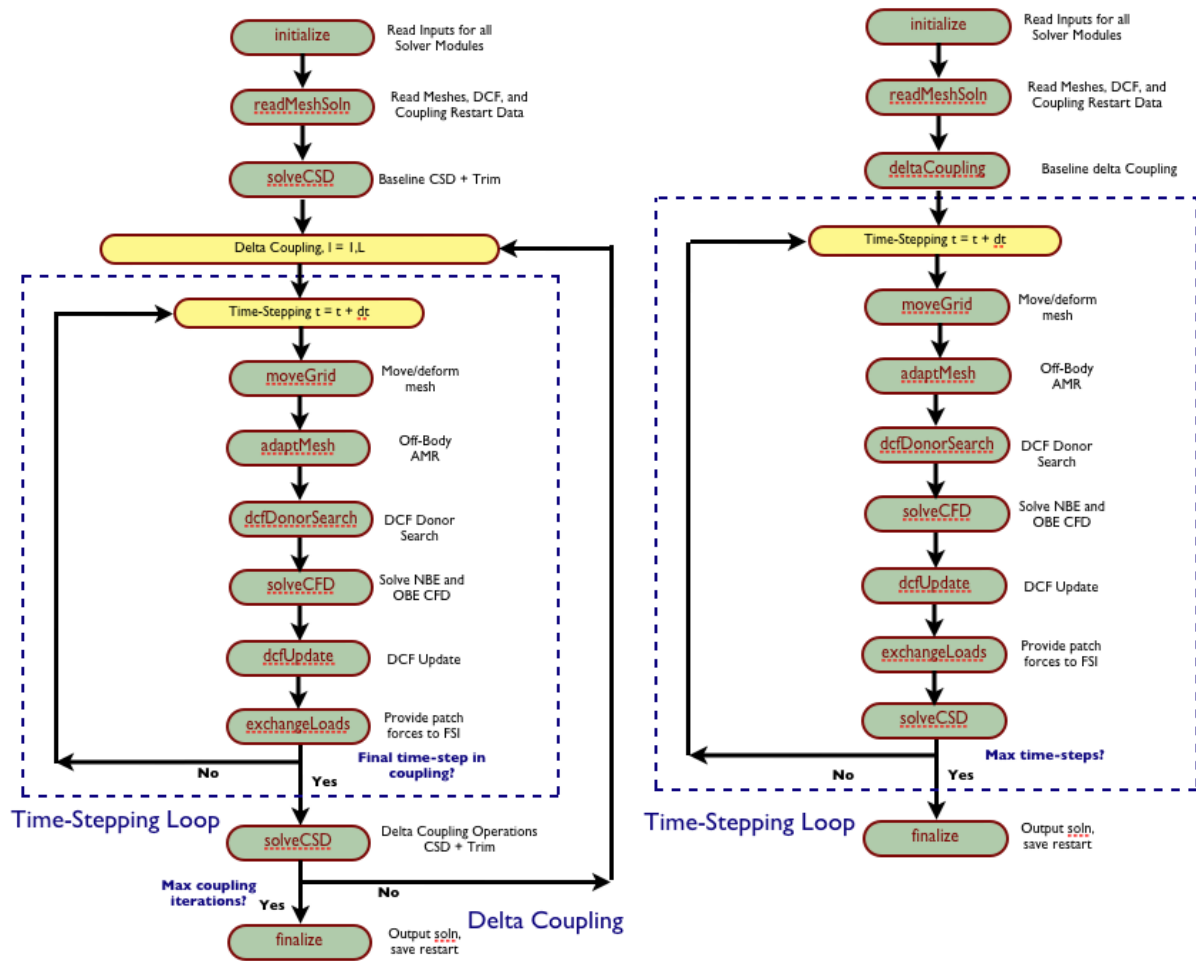 initialize
Read Inputs for all
Solver Modules
readMeshSoln
Read Meshes, DCF, and
Coupling Restart Data
solveCSD
Baseline CSD + Trim
Delta Coupling, l = 1,L
Time-Stepping t = t + dt
moveGrid
Move/deform
mesh
adaptMesh
Off-Body
AMR
dcfDonorSearch
DCF Donor
Search
solveCFD
Solve NBE and
OBE CFD
dcfUpdate
DCF Update
exchangeLoads
Provide patch
forces to FSI
Final time-step in
coupling?
No
Yes
Time-Stepping Loop
solveCSD
Delta Coupling Operations
CSD + Trim
Max coupling
iterations?
Yes
No
Delta Coupling
finalize
Output soln,
save restart
initialize
Read Inputs for all
Solver Modules
readMeshSoln
Read Meshes, DCF, and
Coupling Restart Data
deltaCoupling
Baseline delta Coupling
Time-Stepping t = t + dt
moveGrid
Move/deform
mesh
adaptMesh
Off-Body
AMR
dcfDonorSearch
DCF Donor
Search
solveCFD
Solve NBE and
OBE CFD
dcfUpdate
DCF Update
exchangeLoads
Provide patch
forces to FSI
solveCSD
Max time-steps?
No
Yes
Time-Stepping Loop
finalize
Output soln,
save restart